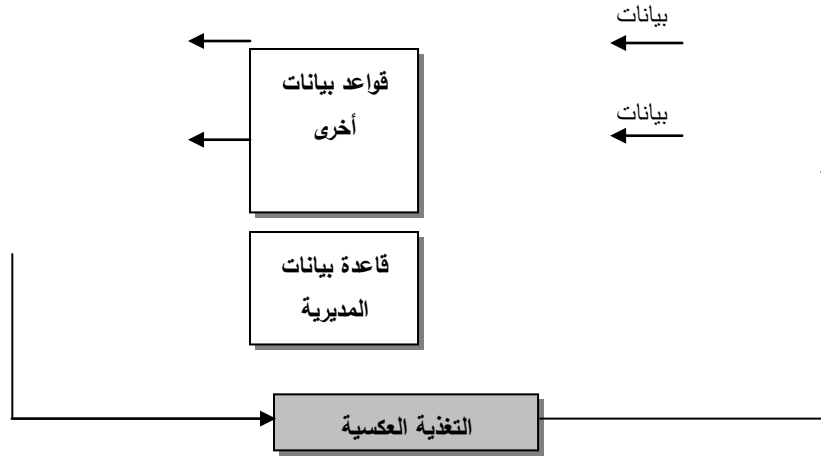 بيانات
قواعد بيانات
أخرى
بيانات
قاعدة بيانات
المديرية
التغذية العكسية